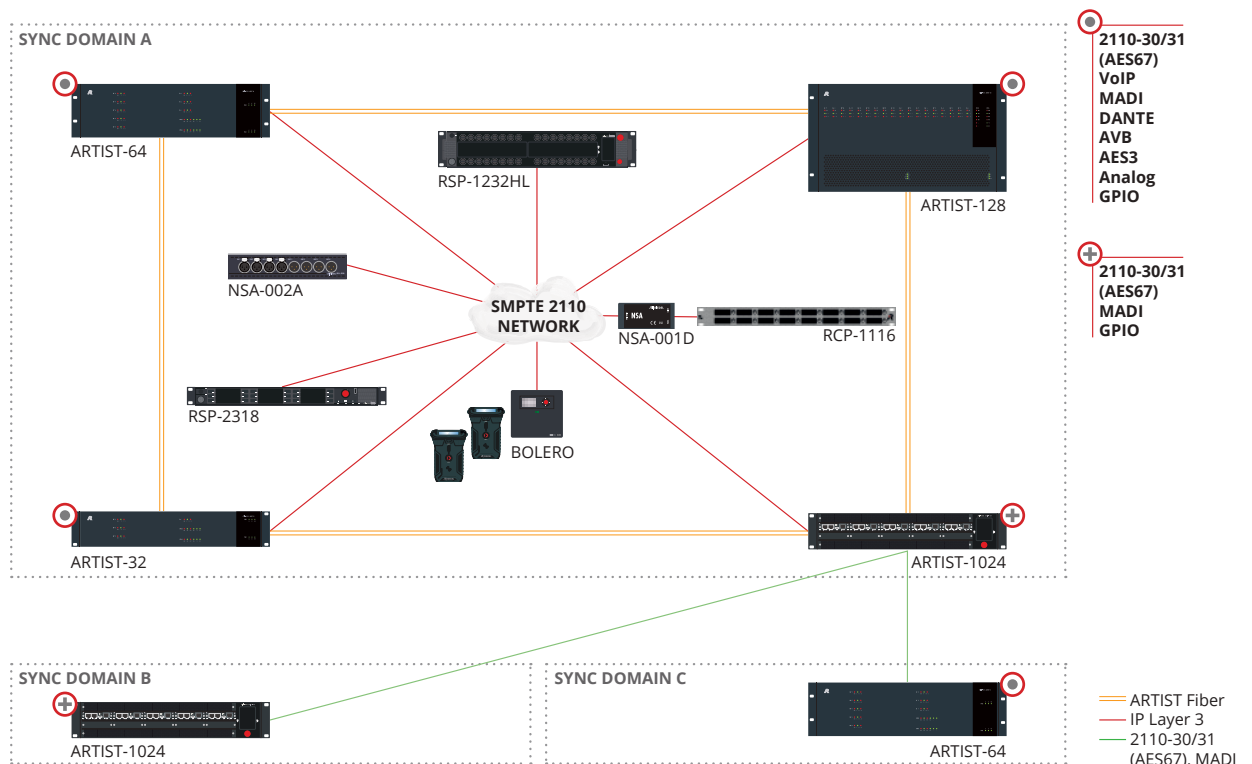 SYNC DOMAIN A
ARTIST-64
RSP-1232HL
ARTIST-128
NSA-002A
SMPTE 2110
NETWORK
NSA
NSA-001D
RCP-1116
RSP-2318
BOLERO
ARTIST-32
ARTIST-1024
2110-30/31
(AES67)
VoIP
MADI
DANTE
AVB
AES3
Analog
GPIO
2110-30/31
(AES67)
MADI
GPIO
SYNC DOMAIN B
ARTIST-1024
SYNC DOMAIN C
ARTIST-64
ARTIST Fiber
IP Layer 3
2110-30/31
(AES67), MADI